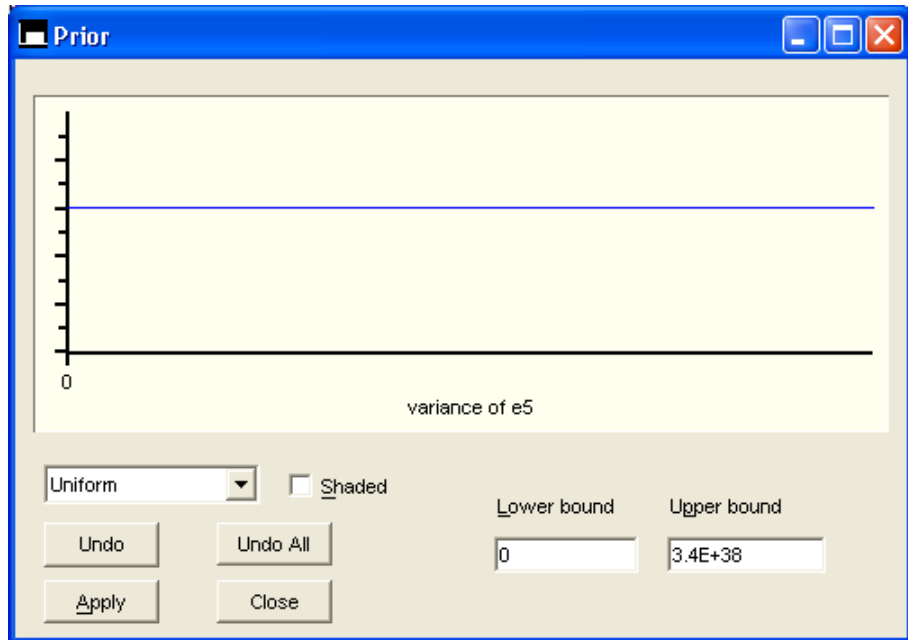 Prior
0
variance of e5
Uniform
Shaded
Lower bound
Upper bound
Undo
Undo All
0
3.4E+38
Apply
Close